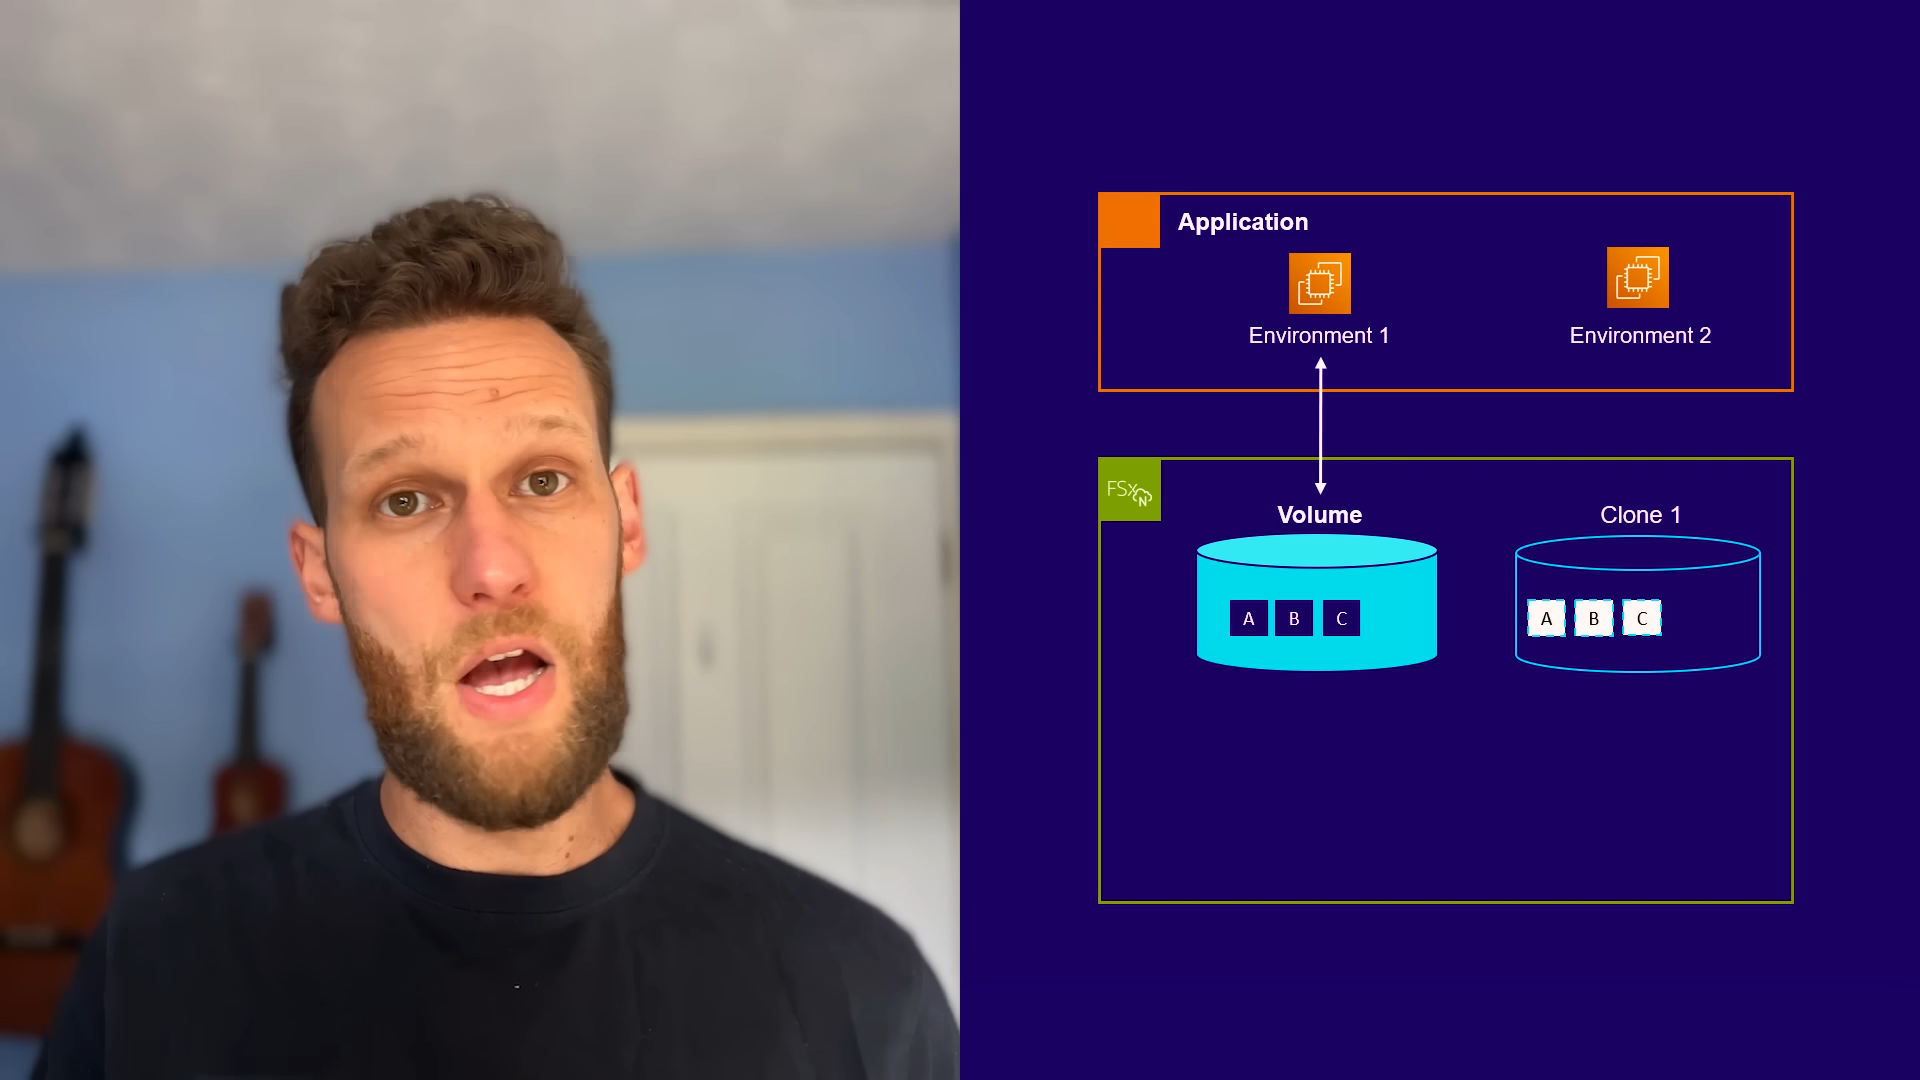 Application
Environment 1
Environment 2
FSx
N
Volume
Clone 1
A B C
A B C